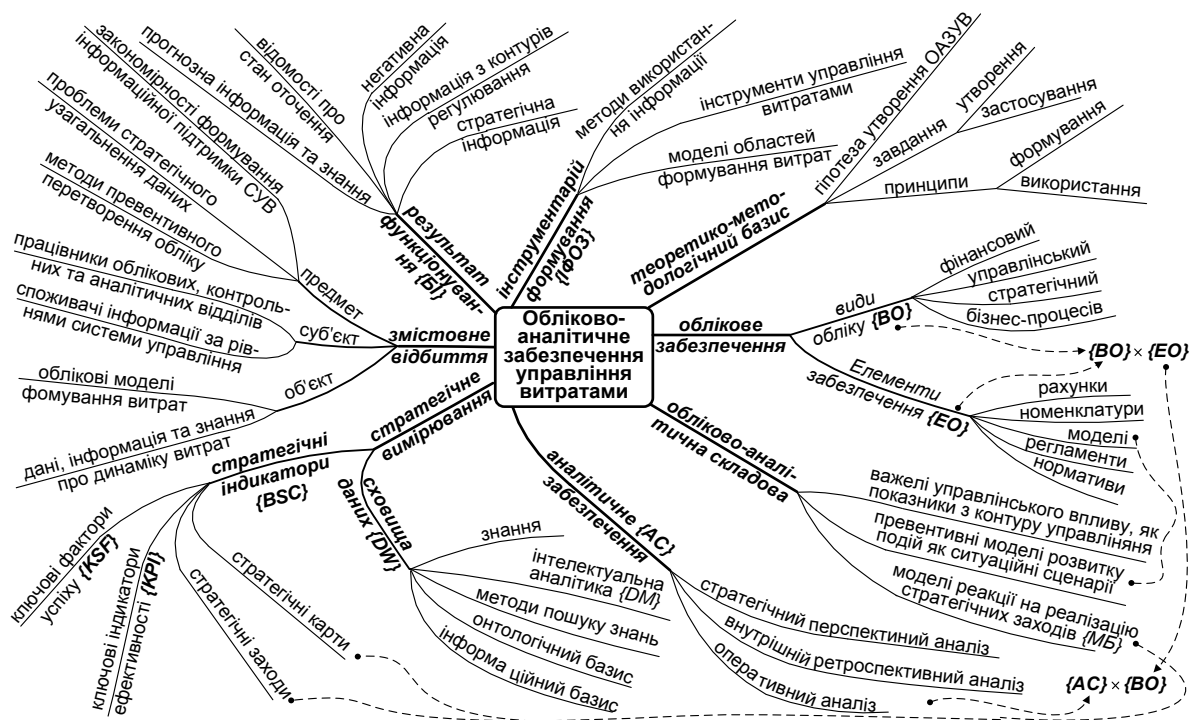 Обліково-
аналітичне
забезпечення
управління
витратами
результат
функціонуван-
ня {БІ}
прогнозна інформація та знання
відомості про
стан оточення
негативна
інформація
інформація з контурів
регулювання
стратегічна
інформація
інструментарій
формування
{ІФОЗ}
методи використан-
ня інформації
інструменти управління
витратами
моделі областей
формування витрат
теоретико-мето-
дологічний базис
гіпотеза утворення ОАЗУВ
завдання
утворення
застосування
принципи
формування
використання
облікове
забезпечення
види
обліку {ВО}
фінансовий
управлінський
стратегічний
бізнес-процесів
Елементи
забезпечення {ЕО}
рахунки
номенклатури
моделі
регламенти
нормативи
{ВО} × {ЕО}
обліково-аналі-
тична складова
важелі управлінського впливу, як
показники з контуру управлініня
превентивні моделі розвитку
подій як ситуаційні сценарії
моделі реакції на реалізацію
стратегічних заходів {МБ}
{АС} × {ВО}
аналітичне {АС}
забезпечення
стратегічний перспектиний аналіз
внутрішній ретроспективний аналіз
оперативний аналіз
стратегічне
вимірювання
сховища
даних {DW}
знання
інтелектуальна
аналітика {DM}
методи пошуку знань
онтологічний базис
інформа ційний базис
стратегічні
індикатори
{BSC}
ключові фактори
успіху {KSF}
ключові індикатори
ефективності {KPI}
стратегічні заходи
стратегічні карти
змістовне
відбиття
предмет
закономірності формування
інформаційної підтримки СУВ
проблеми стратегічного
узагальнення даних
методи превентивного
перетворення обліку
суб'єкт
працівники облікових, контроль-
них та аналітичних відділів
споживачі інформації за рів-
нями системи управління
об'єкт
облікові моделі
фомування витрат
дані, інформація та знання
про динаміку витрат